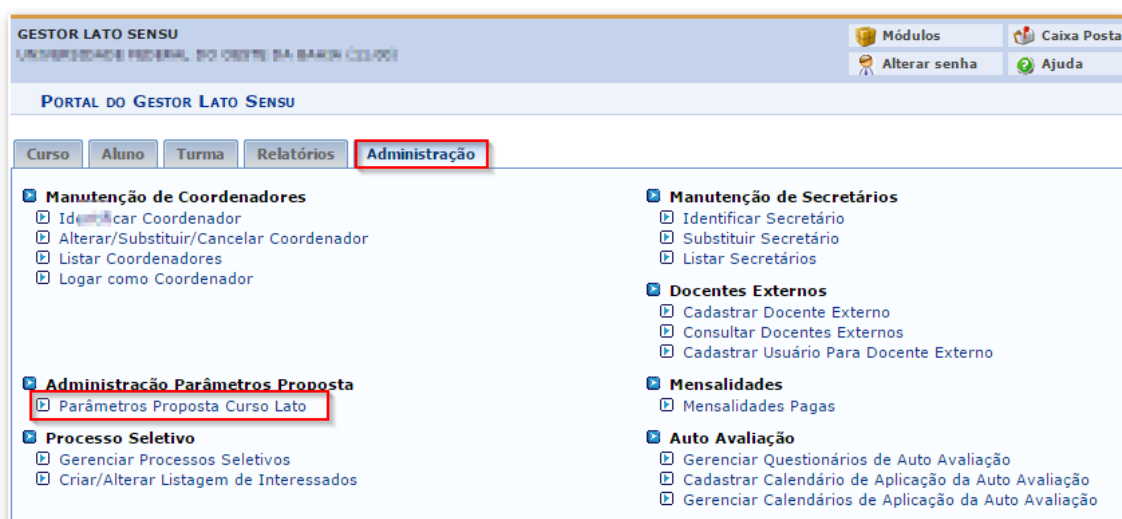 GESTOR LATO SENSU
Módulos
Caixa Posta
Alterar senha
Ajuda
PORTAL DO GESTOR LATO SENSU
Curso
Aluno
Turma
Relatórios
Administração
Manutenção de Coordenadores
Identificar Coordenador
Alterar/Substituir/Cancelar Coordenador
Listar Coordenadores
Logar como Coordenador
Manutenção de Secretários
Identificar Secretário
Substituir Secretário
Listar Secretários
Docentes Externos
Cadastrar Docente Externo
Consultar Docentes Externos
Cadastrar Usuário Para Docente Externo
Administração Parâmetros Proposta
Parâmetros Proposta Curso Lato
Mensalidades
Mensalidades Pagas
Processo Seletivo
Gerenciar Processos Seletivos
Criar/Alterar Listagem de Interessados
Auto Avaliação
Gerenciar Questionários de Auto Avaliação
Cadastrar Calendário de Aplicação da Auto Avaliação
Gerenciar Calendários de Aplicação da Auto Avaliação